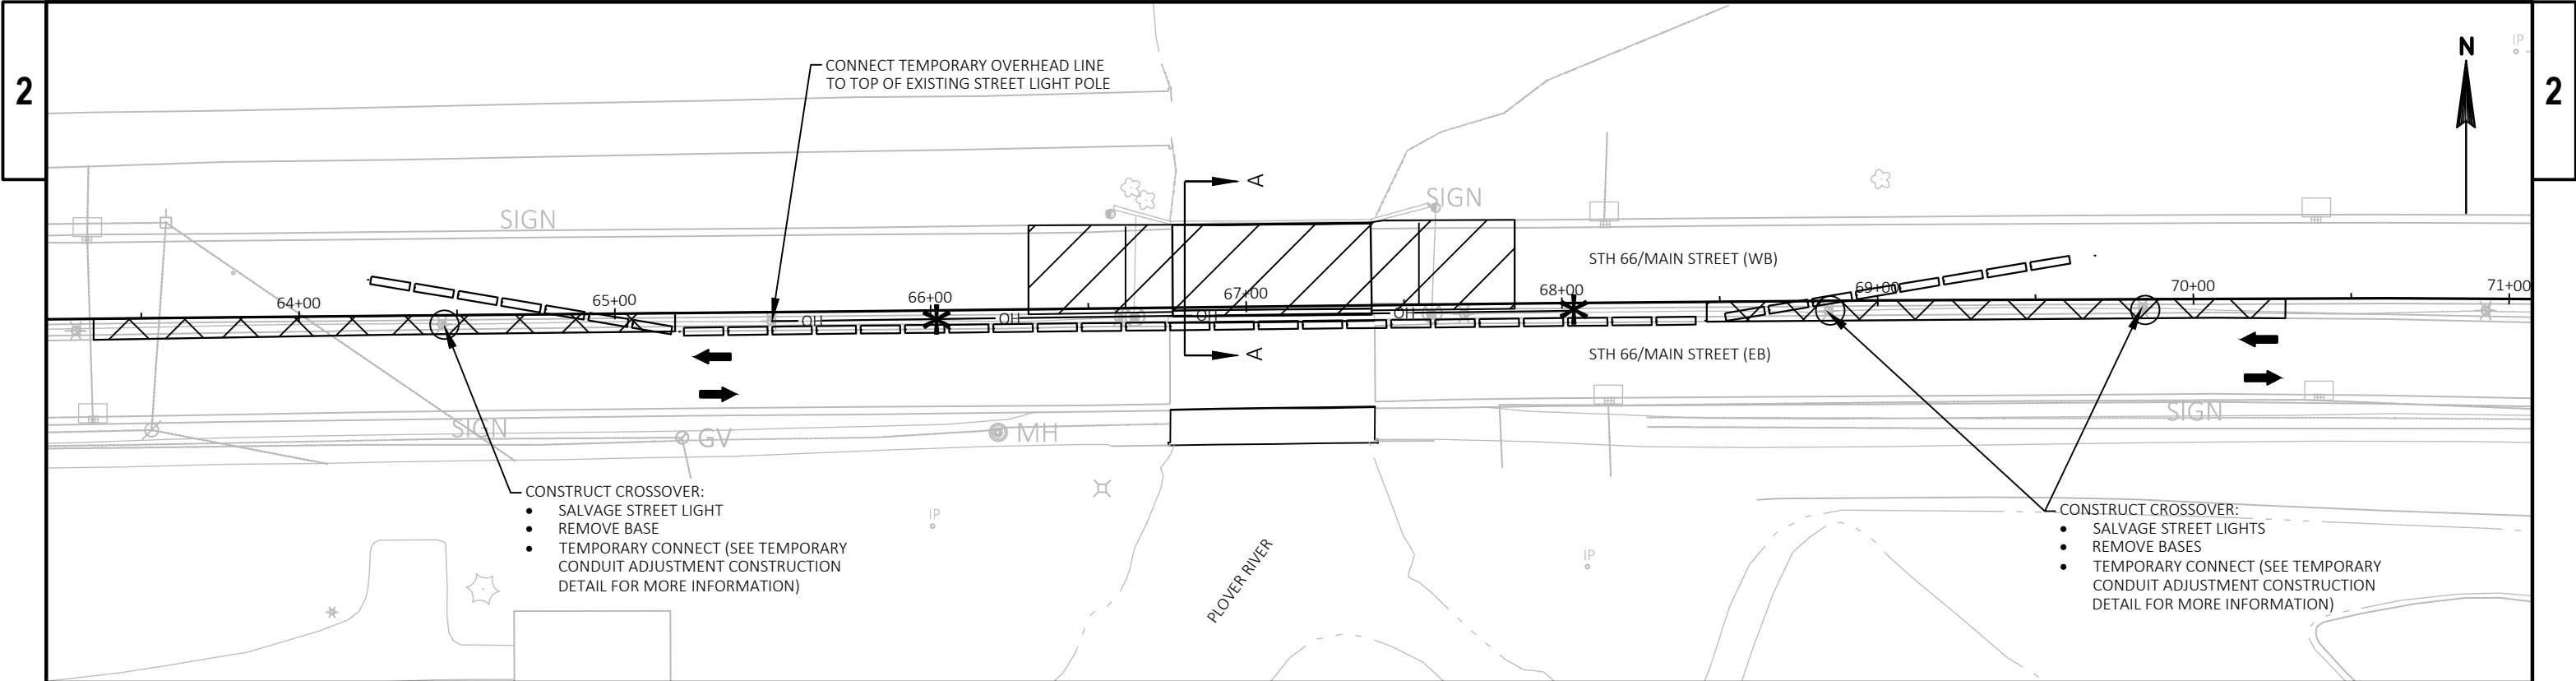 2
2
N
IP
CONNECT TEMPORARY OVERHEAD LINE
TO TOP OF EXISTING STREET LIGHT POLE
A
SIGN
SIGN
STH 66/MAIN STREET (WB)
64+00
65+00
66+00
67+00
68+00
69+00
70+00
71+00
OH
OH
OH
OH
A
STH 66/MAIN STREET (EB)
SIGN
SIGN
GV
MH
CONSTRUCT CROSSOVER:
• SALVAGE STREET LIGHT
• REMOVE BASE
• TEMPORARY CONNECT (SEE TEMPORARY
CONDUIT ADJUSTMENT CONSTRUCTION
DETAIL FOR MORE INFORMATION)
IP
PLOVER RIVER
IP
CONSTRUCT CROSSOVER:
• SALVAGE STREET LIGHTS
• REMOVE BASES
• TEMPORARY CONNECT (SEE TEMPORARY
CONDUIT ADJUSTMENT CONSTRUCTION
DETAIL FOR MORE INFORMATION)